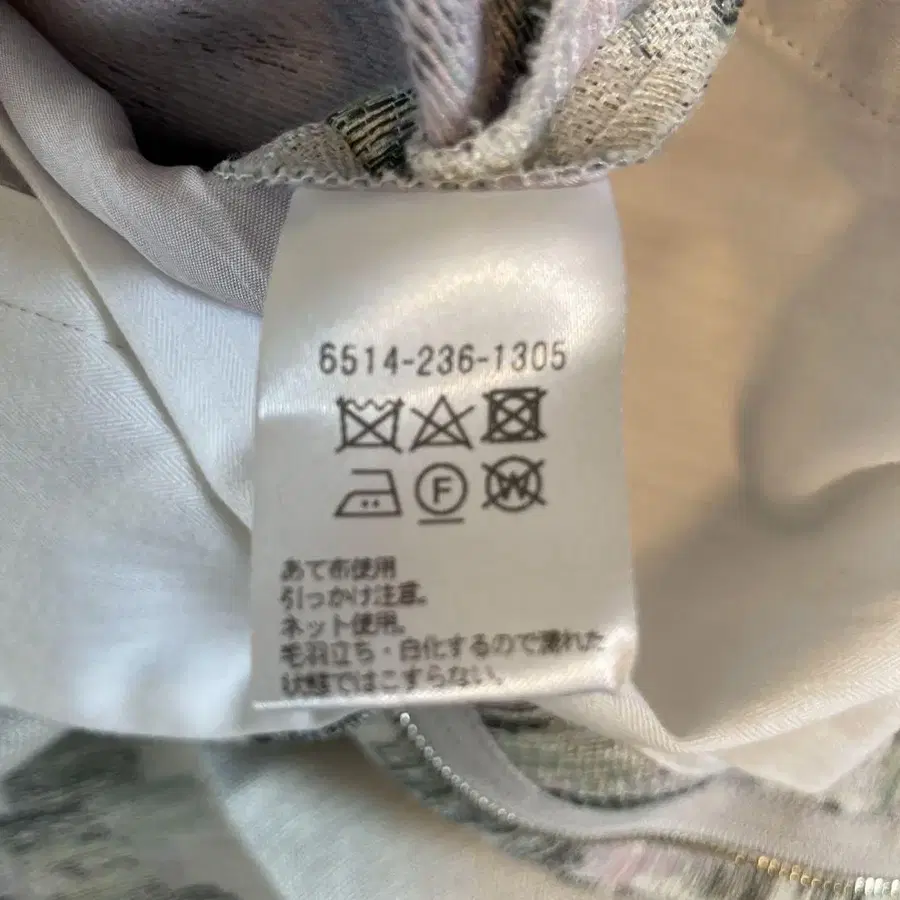 6514-236-1305
F
W
あて布使用
引っかけ注意。
ネット使用。
毛羽立ち・白化するので濡れた
状態ではこすらない。